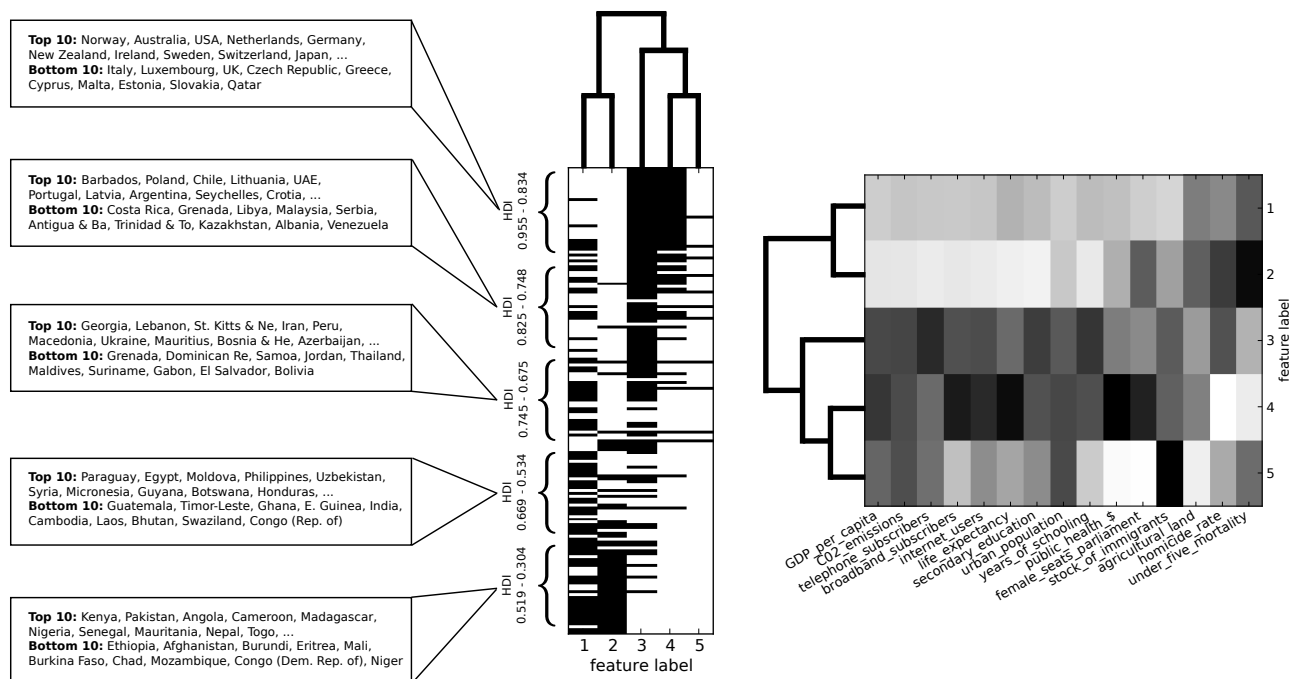 Top 10: Norway, Australia, USA, Netherlands, Germany,
New Zealand, Ireland, Sweden, Switzerland, Japan, ...
Bottom 10: Italy, Luxembourg, UK, Czech Republic, Greece,
Cyprus, Malta, Estonia, Slovakia, Qatar
Top 10: Barbados, Poland, Chile, Lithuania, UAE,
Portugal, Latvia, Argentina, Seychelles, Crotia, ...
Bottom 10: Costa Rica, Grenada, Libya, Malaysia, Serbia,
Antigua & Ba, Trinidad & To, Kazakhstan, Albania, Venezuela
Top 10: Georgia, Lebanon, St. Kitts & Ne, Iran, Peru,
Macedonia, Ukraine, Mauritius, Bosnia & He, Azerbaijan, ...
Bottom 10: Grenada, Dominican Re, Samoa, Jordan, Thailand,
Maldives, Suriname, Gabon, El Salvador, Bolivia
Top 10: Paraguay, Egypt, Moldova, Philippines, Uzbekistan,
Syria, Micronesia, Guyana, Botswana, Honduras, ...
Bottom 10: Guatemala, Timor-Leste, Ghana, E. Guinea, India,
Cambodia, Laos, Bhutan, Swaziland, Congo (Rep. of)
Top 10: Kenya, Pakistan, Angola, Cameroon, Madagascar,
Nigeria, Senegal, Mauritania, Nepal, Togo, ...
Bottom 10: Ethiopia, Afghanistan, Burundi, Eritrea, Mali,
Burkina Faso, Chad, Mozambique, Congo (Dem. Rep. of), Niger
HDI
0.955 - 0.834
HDI
0.825 - 0.748
HDI
0.745 - 0.675
HDI
0.669 - 0.534
HDI
0.519 - 0.304
1 2 3 4 5
feature label
1
2
3
4
5
feature label
GDP_per_capita
C02_emissions
telephone_subscribers
broadband_subscribers
internet_users
life_expectancy
secondary_education
urban_population
years_of_schooling
public_health_$
female_seats_parliament
stock_of_immigrants
agricultural_land
homicide_rate
under_five_mortality